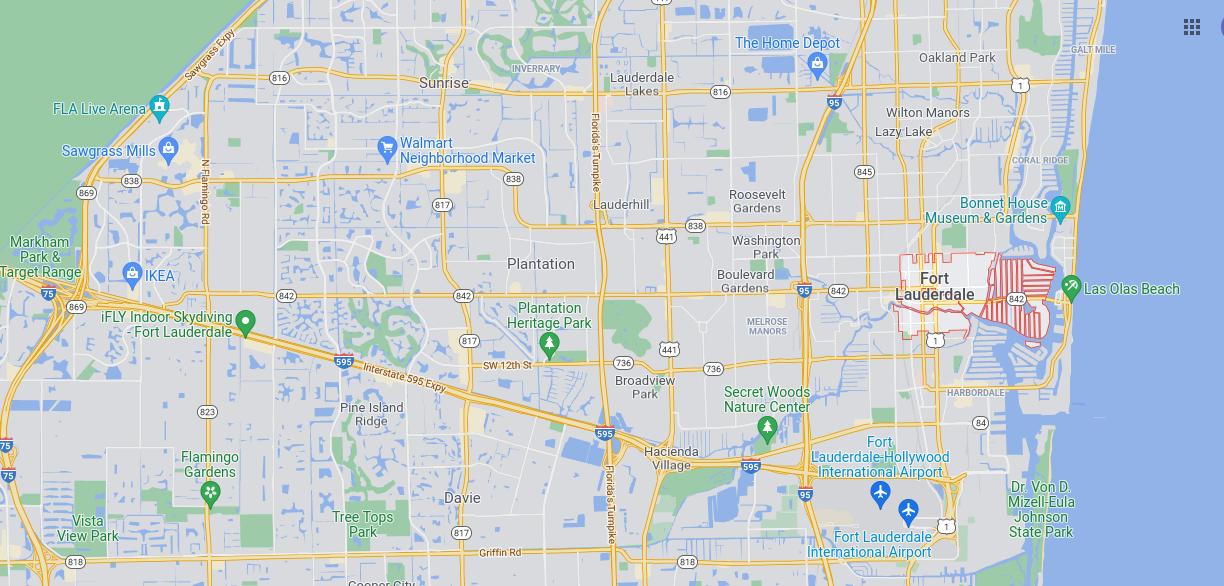 441
Sawgrass Expy
The Home Depot
GALT MILE
Oakland Park
816
Sunrise
INVERRARY
Lauderdale
Lakes
816
1
95
FLA Live Arena
Wilton Manors
Lazy Lake
Sawgrass Mills
Walmart
Neighborhood Market
Florida's Turnpike
CORAL RIDGE
N Flamingo Rd
838
838
845
869
817
Lauderhill
Roosevelt
Gardens
Bonnet House
Museum & Gardens
441
838
Markham
Park &
Target Range
Washington
Park
Plantation
IKEA
Boulevard
Gardens
Fort
Lauderdale
75
842
842
95
842
842
Las Olas Beach
869
iFLY Indoor Skydiving
- Fort Lauderdale
Plantation
Heritage Park
MELROSE
MANORS
817
441
1
595
Interstate 595 Expy
SW 12th St
736
736
Broadview
Park
Secret Woods
Nature Center
HARBORDALE
823
Pine Island
Ridge
84
75
595
Fort
Lauderdale-Hollywood
International Airport
Hacienda
Village
595
75
Flamingo
Gardens
Florida's Turnpike
95
Davie
Dr. Von D.
Mizell-Eula
Johnson
State Park
Vista
View Park
Tree Tops
Park
817
1
Fort Lauderdale
International Airport
818
Griffin Rd
818
Cooper City